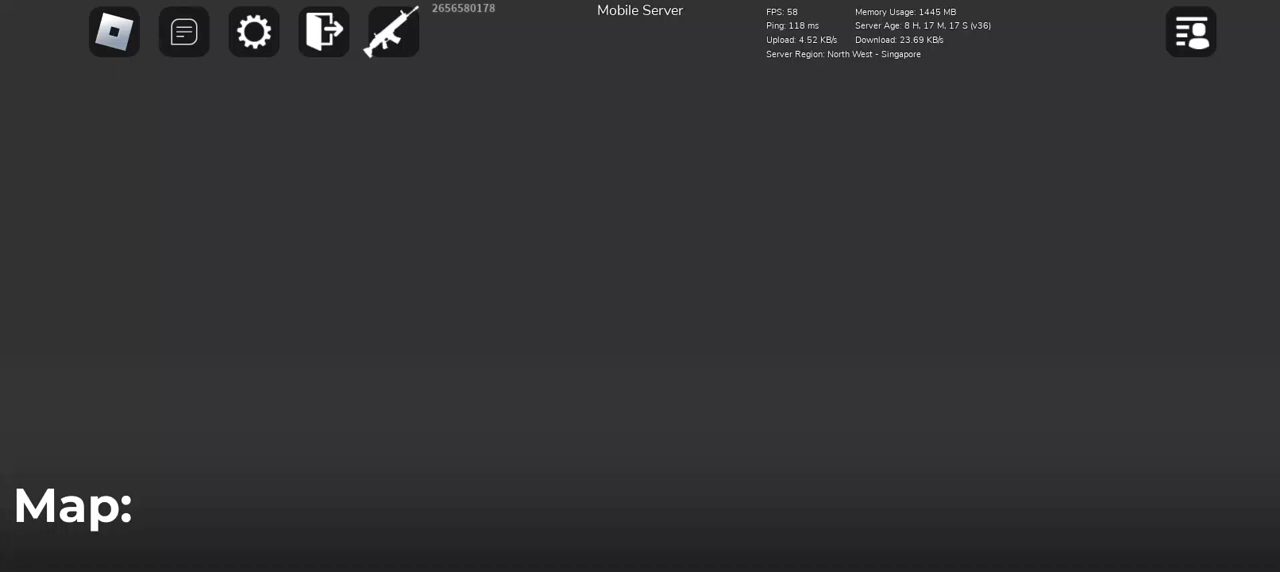 2656580178
Mobile Server
FPS: 58 Memory Usage: 1445 MB
Ping: 118 ms Server Age: 8 H, 17 M, 17 S (v36)
Upload: 4.52 KB/s Download: 23.69 KB/s
Server Region: North West - Singapore
Map: